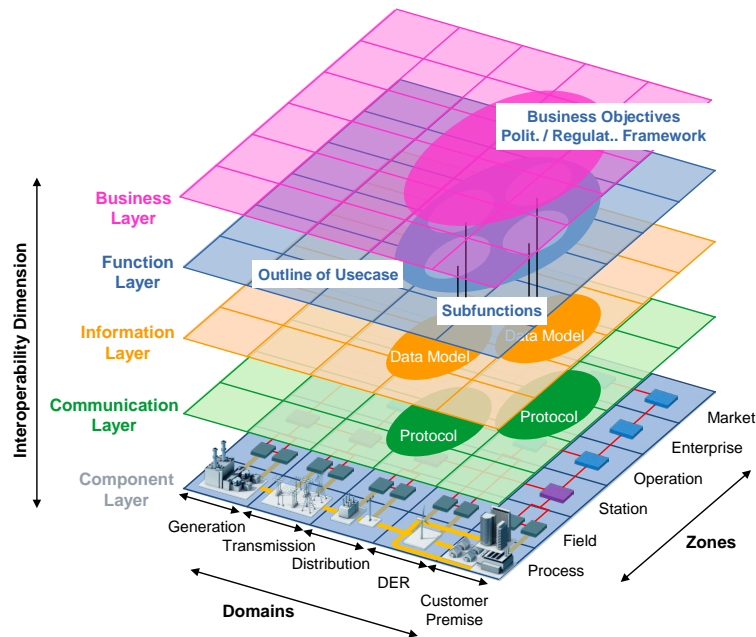 Business Objectives
Polit. / Regulat.. Framework
Interoperability Dimension
Business
Layer
Function
Layer
Outline of Usecase
Subfunctions
Information
Layer
Data Model
Data Model
Communication
Layer
Protocol
Protocol
Component
Layer
Market
Enterprise
Operation
Station
Field
Process
Zones
Generation
Transmission
Distribution
DER
Customer
Premise
Domains